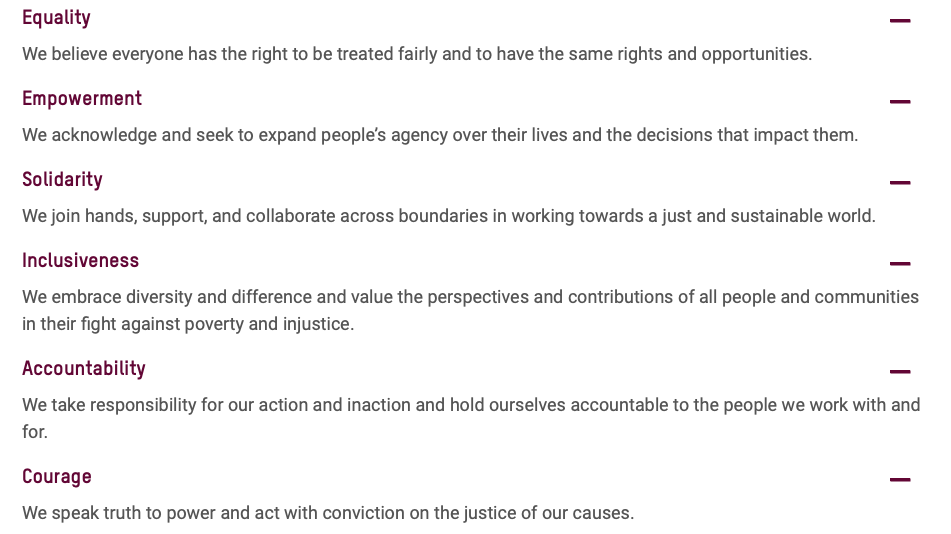 Equality
We believe everyone has the right to be treated fairly and to have the same rights and opportunities.
Empowerment
We acknowledge and seek to expand people’s agency over their lives and the decisions that impact them.
Solidarity
We join hands, support, and collaborate across boundaries in working towards a just and sustainable world.
Inclusiveness
We embrace diversity and difference and value the perspectives and contributions of all people and communities
in their fight against poverty and injustice.
Accountability
We take responsibility for our action and inaction and hold ourselves accountable to the people we work with and
for.
Courage
We speak truth to power and act with conviction on the justice of our causes.